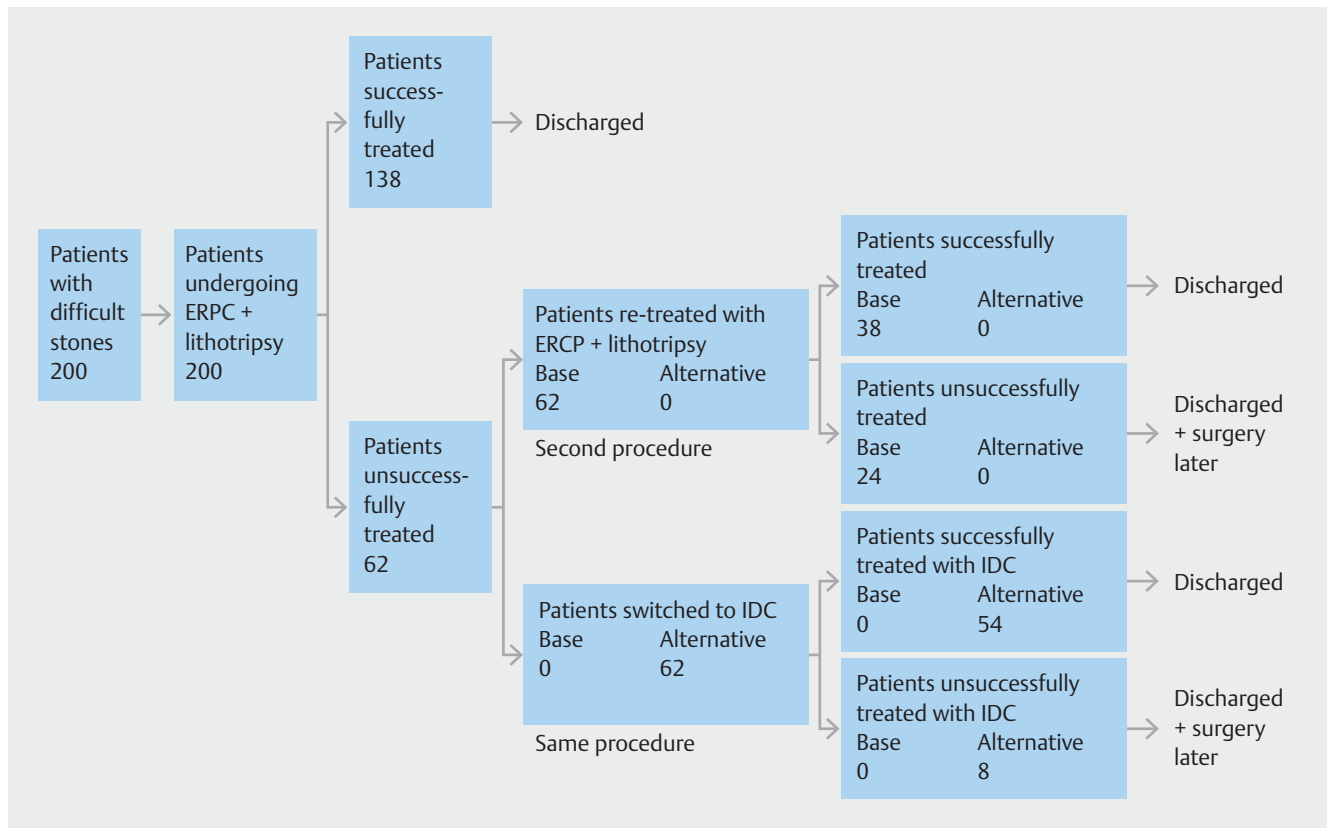 Patients
with
difficult
stones
200
Patients
undergoing
ERPC +
lithotripsy
200
Patients
success-
fully
treated
138
Discharged
Patients
unsuccess-
fully
treated
62
Patients re-treated with
ERCP + lithotripsy
Base Alternative
62 0
Second procedure
Patients switched to IDC
Base Alternative
0 62
Same procedure
Patients successfully
treated
Base Alternative
38 0
Discharged
Patients unsuccessfully
treated
Base Alternative
24 0
Discharged
+ surgery
later
Patients successfully
treated with IDC
Base Alternative
0 54
Discharged
Patients unsuccessfully
treated with IDC
Base Alternative
0 8
Discharged
+ surgery
later